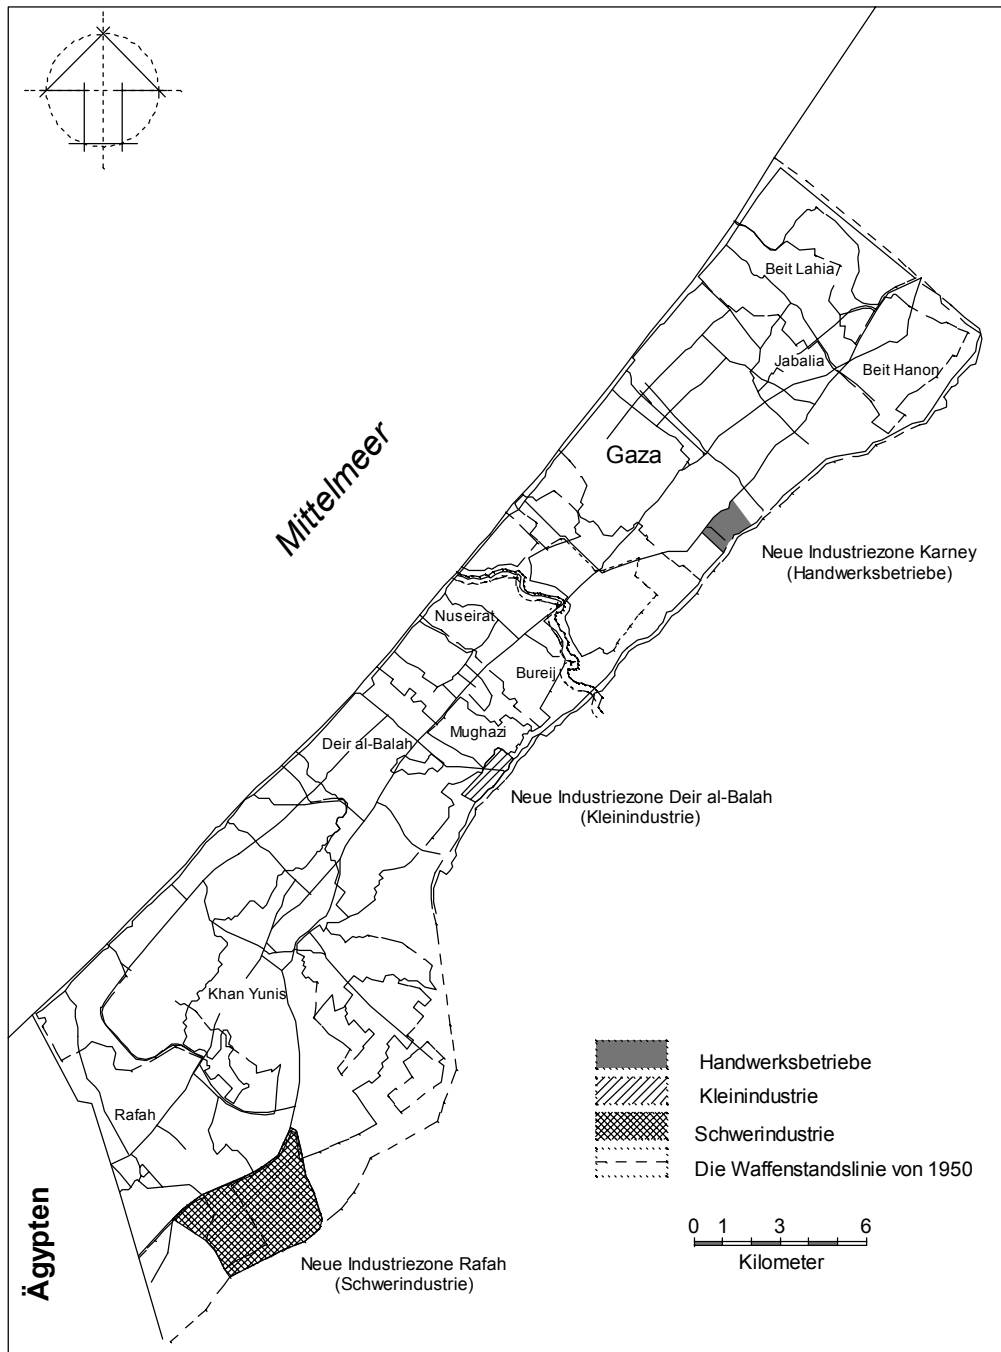 Beit Lahia
Jabalia
Beit Hanon
Gaza
Mittelmeer
Neue Industriezone Karney
(Handwerksbetriebe)
Nuseirat
Bureij
Mughazi
Deir al-Balah
Neue Industriezone Deir al-Balah
(Kleinindustrie)
Khan Yunis
Rafah
Ägypten
Neue Industriezone Rafah
(Schwerindustrie)
Handwerksbetriebe
Kleinindustrie
Schwerindustrie
Die Waffenstandslinie von 1950
0 1 3 6
Kilometer